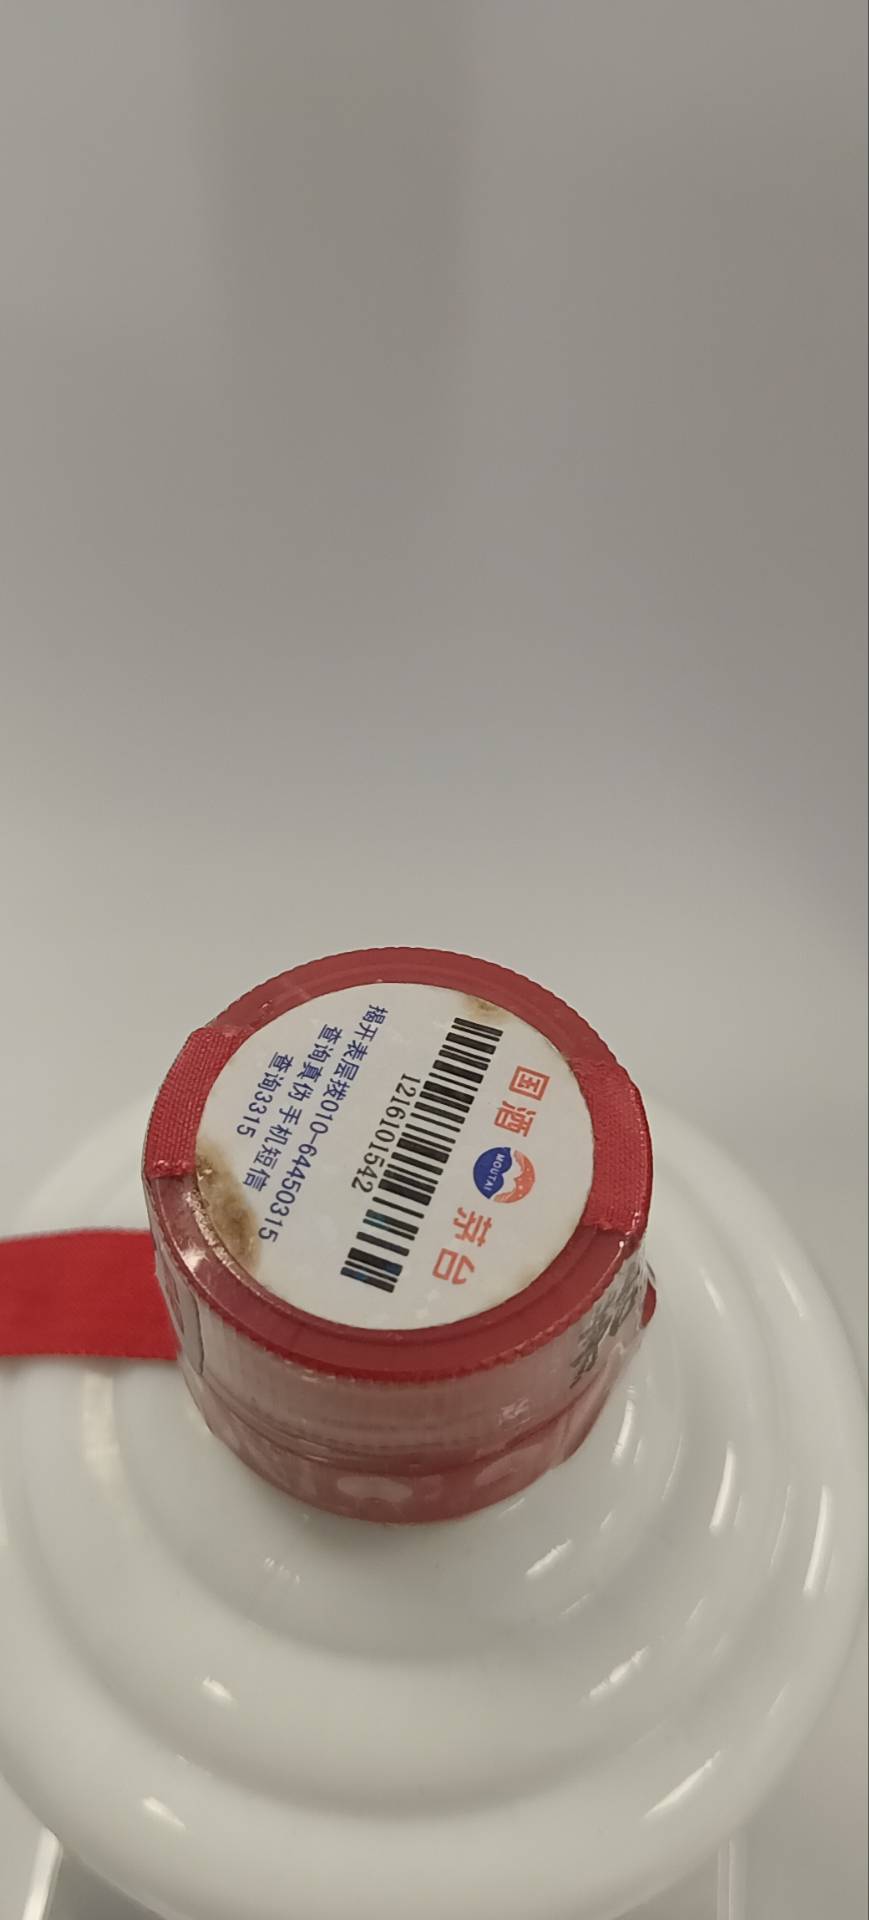 国酒 MOUTAI 茅台
1216101542
揭开表层拨010-64450315
查询真伪 手机短信
查询3315